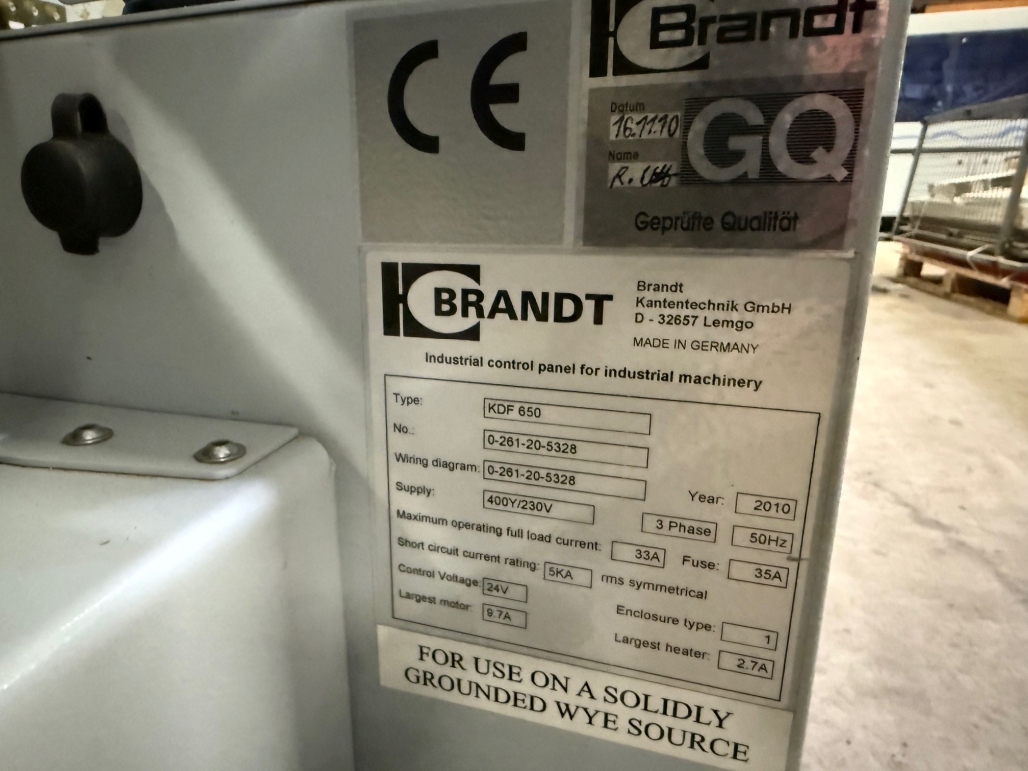 CE
Brandt
Datum
16.11.10
GQ
Name
R.
Geprüfte Qualität
BRANDT
Brandt
Kantentechnik GmbH
D - 32657 Lemgo
MADE IN GERMANY
Industrial control panel for industrial machinery
Type: KDF 650
No.: 0-261-20-5328
Wiring diagram: 0-261-20-5328
Year: 2010
Supply: 400Y/230V 3 Phase 50Hz
Maximum operating full load current: 33A Fuse: 35A
Short circuit current rating: 5KA rms symmetrical
Control Voltage: 24V Enclosure type: 1
Largest motor: 9.7A Largest heater: 2.7A
FOR USE ON A SOLIDLY
GROUNDED WYE SOURCE